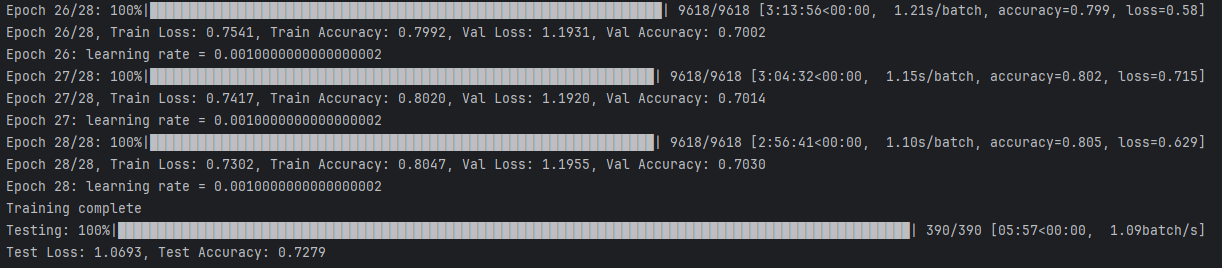 Epoch 26/28: 100%|██████████| 9618/9618 [3:13:56<00:00,  1.21s/batch, accuracy=0.799, loss=0.58]
Epoch 26/28, Train Loss: 0.7541, Train Accuracy: 0.7992, Val Loss: 1.1931, Val Accuracy: 0.7002
Epoch 26: learning rate = 0.0010000000000000002
Epoch 27/28: 100%|██████████| 9618/9618 [3:04:32<00:00,  1.15s/batch, accuracy=0.802, loss=0.715]
Epoch 27/28, Train Loss: 0.7417, Train Accuracy: 0.8020, Val Loss: 1.1920, Val Accuracy: 0.7014
Epoch 27: learning rate = 0.0010000000000000002
Epoch 28/28: 100%|██████████| 9618/9618 [2:56:41<00:00,  1.10s/batch, accuracy=0.805, loss=0.629]
Epoch 28/28, Train Loss: 0.7302, Train Accuracy: 0.8047, Val Loss: 1.1955, Val Accuracy: 0.7030
Epoch 28: learning rate = 0.0010000000000000002
Training complete
Testing: 100%|██████████| 390/390 [05:57<00:00,  1.09batch/s]
Test Loss: 1.0693, Test Accuracy: 0.7279